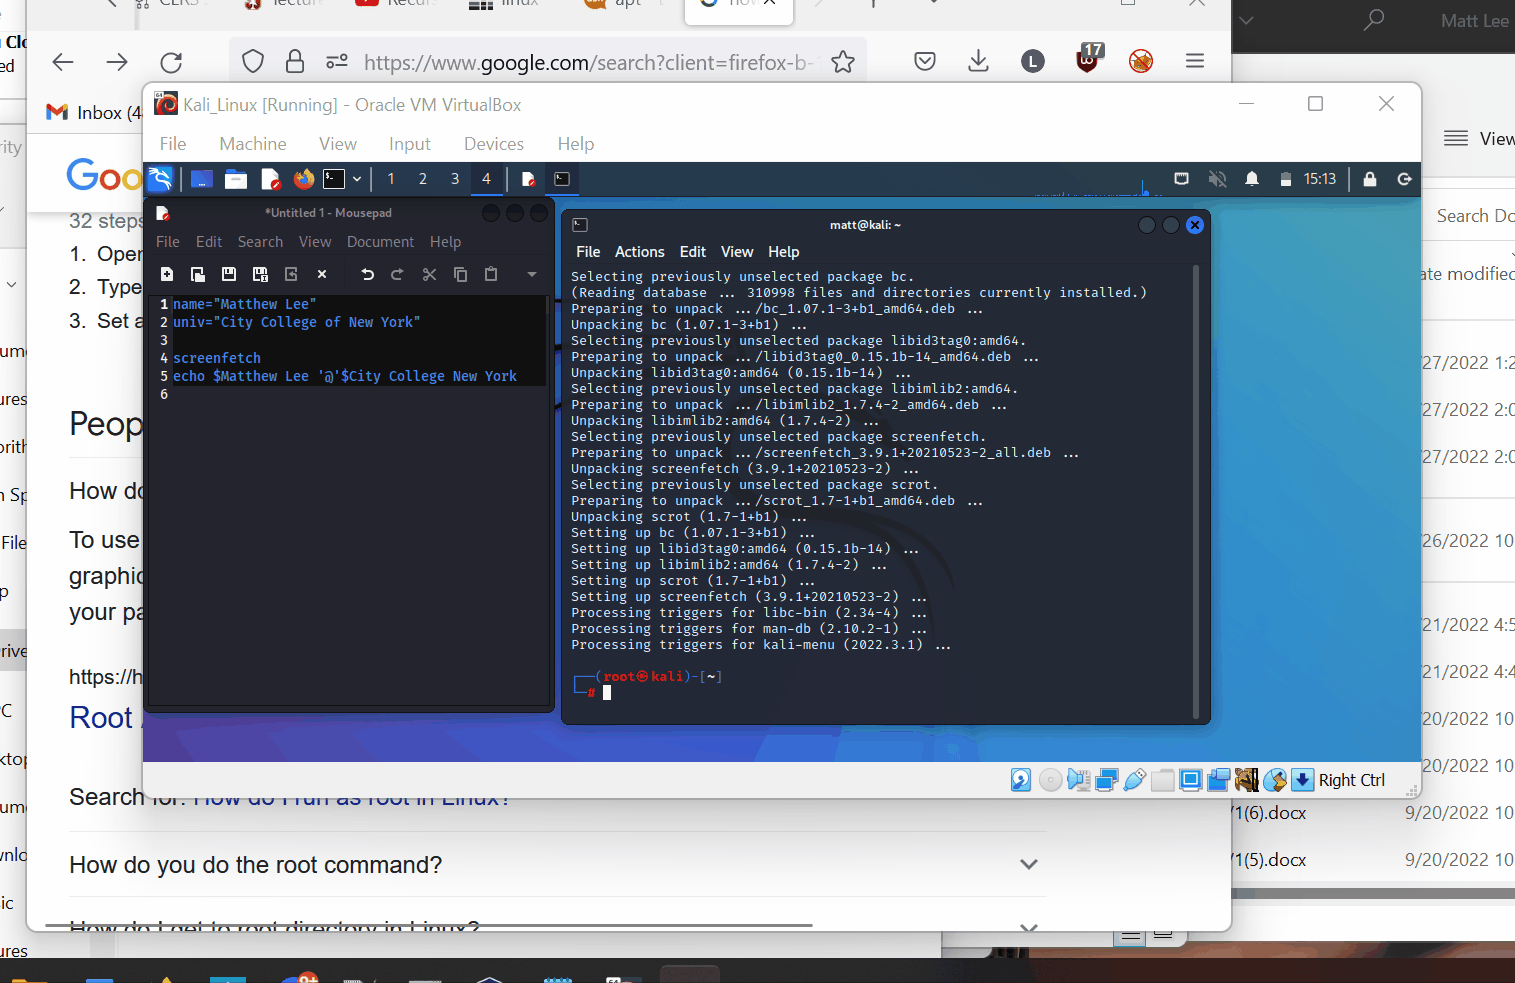 https://www.google.com/search?client=firefox-b-
17
L
Matt Lee
Inbox (4
Kali_Linux [Running] - Oracle VM VirtualBox
File Machine View Input Devices Help
View
Goo
1 2 3 4
15:13
32 steps
1. Oper
2. Type
3. Set a
Peop
How do
To use
graphic
your pa
https://h
Root
Search for: How do I run as root in Linux?
How do you do the root command?
How do I get to root directory in Linux?
*Untitled 1 - Mousepad
File Edit Search View Document Help
1 name="Matthew Lee"
2 univ="City College of New York"
3
4 screenfetch
5 echo $Matthew Lee '@'$City College New York
6
matt@kali: ~
File Actions Edit View Help
Selecting previously unselected package bc.
(Reading database ... 310998 files and directories currently installed.)
Preparing to unpack .../bc_1.07.1-3+b1_amd64.deb ...
Unpacking bc (1.07.1-3+b1) ...
Selecting previously unselected package libid3tag0:amd64.
Preparing to unpack .../libid3tag0_0.15.1b-14_amd64.deb ...
Unpacking libid3tag0:amd64 (0.15.1b-14) ...
Selecting previously unselected package libimlib2:amd64.
Preparing to unpack .../libimlib2_1.7.4-2_amd64.deb ...
Unpacking libimlib2:amd64 (1.7.4-2) ...
Selecting previously unselected package screenfetch.
Preparing to unpack .../screenfetch_3.9.1+20210523-2_all.deb ...
Unpacking screenfetch (3.9.1+20210523-2) ...
Selecting previously unselected package scrot.
Preparing to unpack .../scrot_1.7-1+b1_amd64.deb ...
Unpacking scrot (1.7-1+b1) ...
Setting up bc (1.07.1-3+b1) ...
Setting up libid3tag0:amd64 (0.15.1b-14) ...
Setting up libimlib2:amd64 (1.7.4-2) ...
Setting up scrot (1.7-1+b1) ...
Setting up screenfetch (3.9.1+20210523-2) ...
Processing triggers for libc-bin (2.34-4) ...
Processing triggers for man-db (2.10.2-1) ...
Processing triggers for kali-menu (2022.3.1) ...
(root㉿kali)-[~]
#
Right Ctrl
Search Do
ate modified
/27/2022 1:2
/27/2022 2:0
/27/2022 2:0
/26/2022 10
/21/2022 4:5
/21/2022 4:4
/20/2022 10
/20/2022 10
/1(6).docx 9/20/2022 10
/1(5).docx 9/20/2022 10